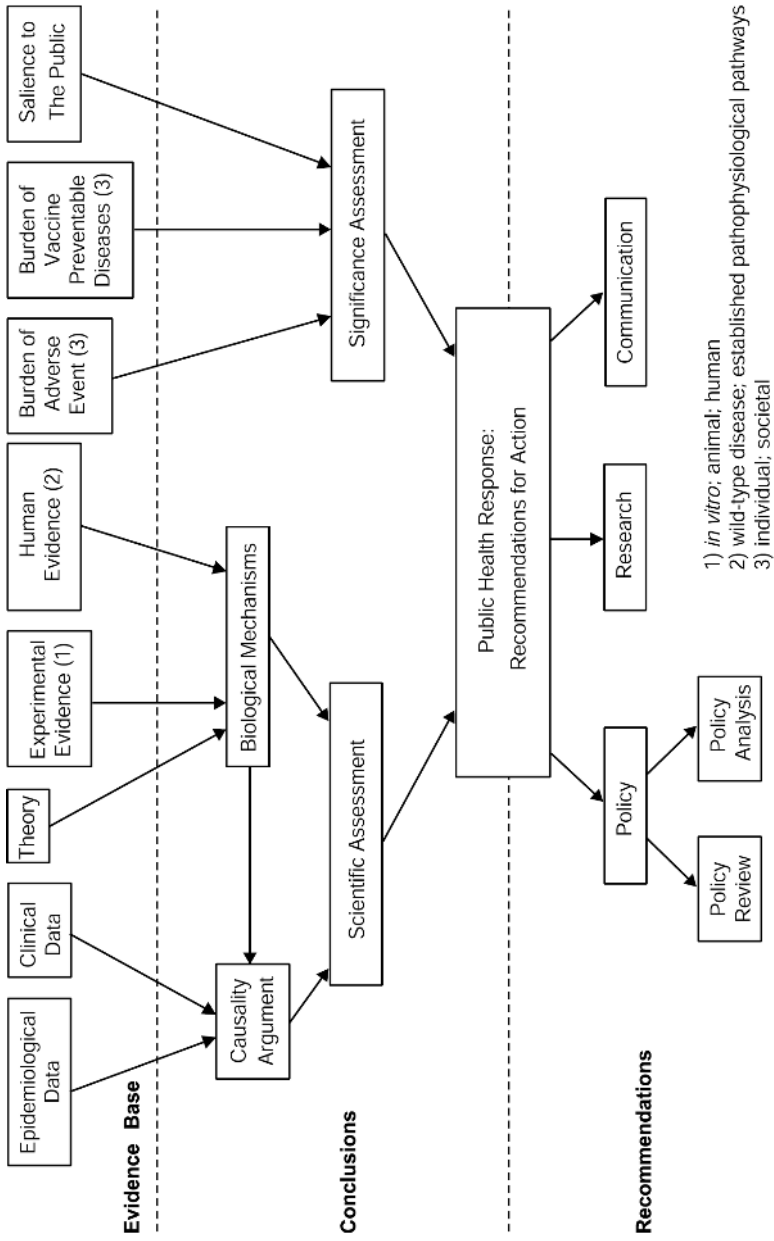 Evidence Base
Epidemiological
Data
Clinical
Data
Theory
Experimental
Evidence (1)
Human
Evidence (2)
Burden of
Adverse
Event (3)
Burden of
Vaccine
Preventable
Diseases (3)
Salience to
The Public
Conclusions
Causality
Argument
Biological Mechanisms
Scientific Assessment
Significance Assessment
Public Health Response:
Recommendations for Action
Recommendations
Policy
Research
Communication
Policy
Review
Policy
Analysis
1) in vitro; animal; human
2) wild-type disease; established pathophysiological pathways
3) individual; societal